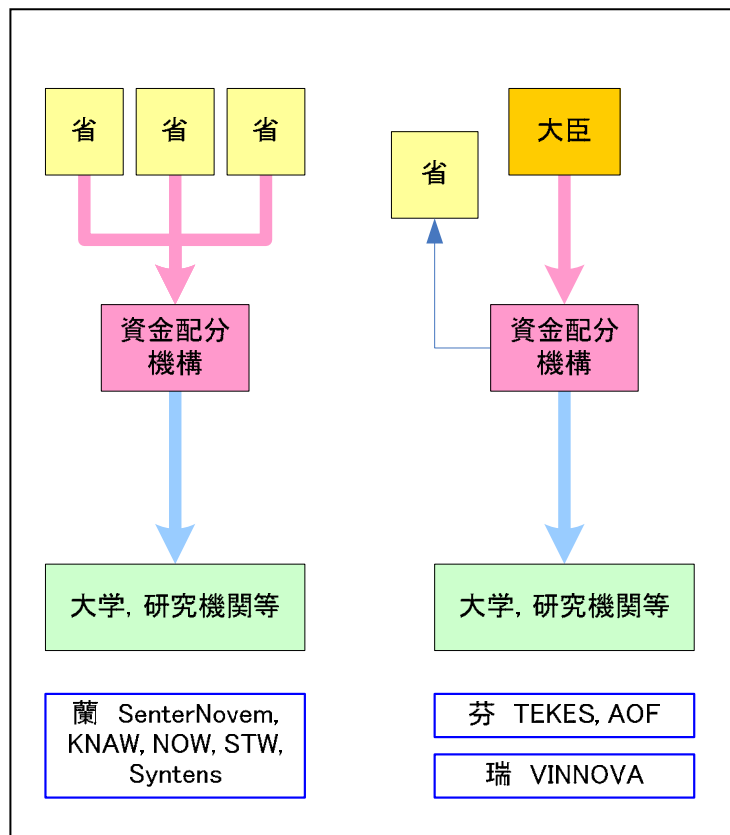 省 省 省
大臣
省
資金配分
機構
資金配分
機構
大学, 研究機関等
大学, 研究機関等
蘭 SenterNovem,
KNAW, NOW, STW,
Syntens
芬 TEKES, AOF
瑞 VINNOVA